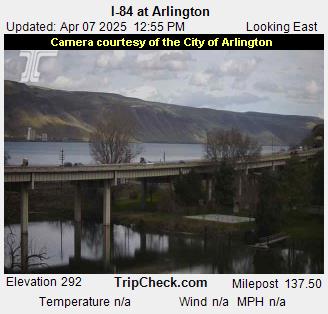 I-84 at Arlington
Updated: Apr 07 2025 12:55 PM Looking East
Camera courtesy of the City of Arlington
Elevation 292 TripCheck.com Milepost 137.50
Temperature n/a Wind n/a MPH n/a